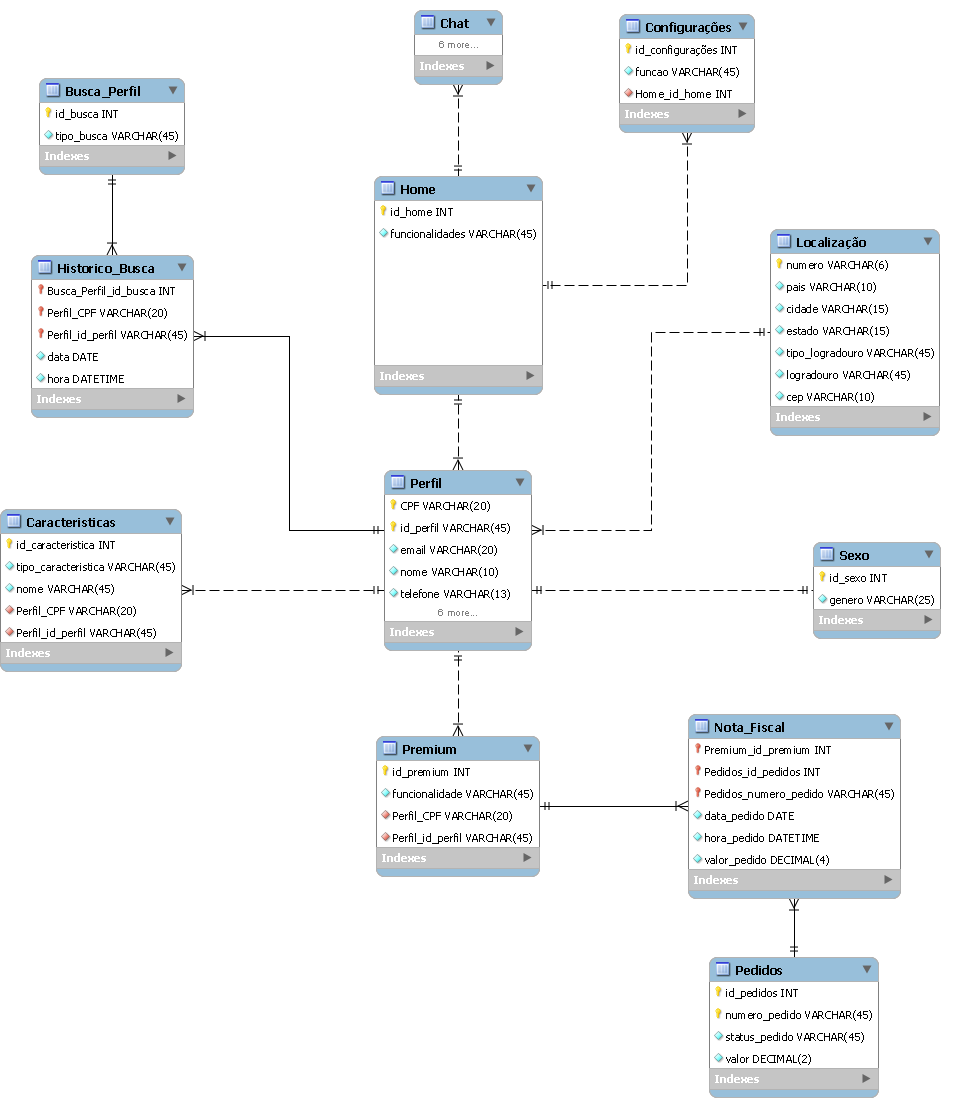 Chat
6 more...
Indexes
Configurações
id_configurações INT
funcao VARCHAR(45)
Home_id_home INT
Indexes
Busca_Perfil
id_busca INT
tipo_busca VARCHAR(45)
Indexes
Home
id_home INT
funcionalidades VARCHAR(45)
Indexes
Historico_Busca
Busca_Perfil_id_busca INT
Perfil_CPF VARCHAR(20)
Perfil_id_perfil VARCHAR(45)
data DATE
hora DATETIME
Indexes
Localização
numero VARCHAR(6)
pais VARCHAR(10)
cidade VARCHAR(15)
estado VARCHAR(15)
tipo_logradouro VARCHAR(45)
logradouro VARCHAR(45)
cep VARCHAR(10)
Indexes
Perfil
CPF VARCHAR(20)
id_perfil VARCHAR(45)
email VARCHAR(20)
nome VARCHAR(10)
telefone VARCHAR(13)
6 more...
Indexes
Caracteristicas
id_caracteristica INT
tipo_caracteristica VARCHAR(45)
nome VARCHAR(45)
Perfil_CPF VARCHAR(20)
Perfil_id_perfil VARCHAR(45)
Indexes
Sexo
id_sexo INT
genero VARCHAR(25)
Indexes
Premium
id_premium INT
funcionalidade VARCHAR(45)
Perfil_CPF VARCHAR(20)
Perfil_id_perfil VARCHAR(45)
Indexes
Nota_Fiscal
Premium_id_premium INT
Pedidos_id_pedidos INT
Pedidos_numero_pedido VARCHAR(45)
data_pedido DATE
hora_pedido DATETIME
valor_pedido DECIMAL(4)
Indexes
Pedidos
id_pedidos INT
numero_pedido VARCHAR(45)
status_pedido VARCHAR(45)
valor DECIMAL(2)
Indexes